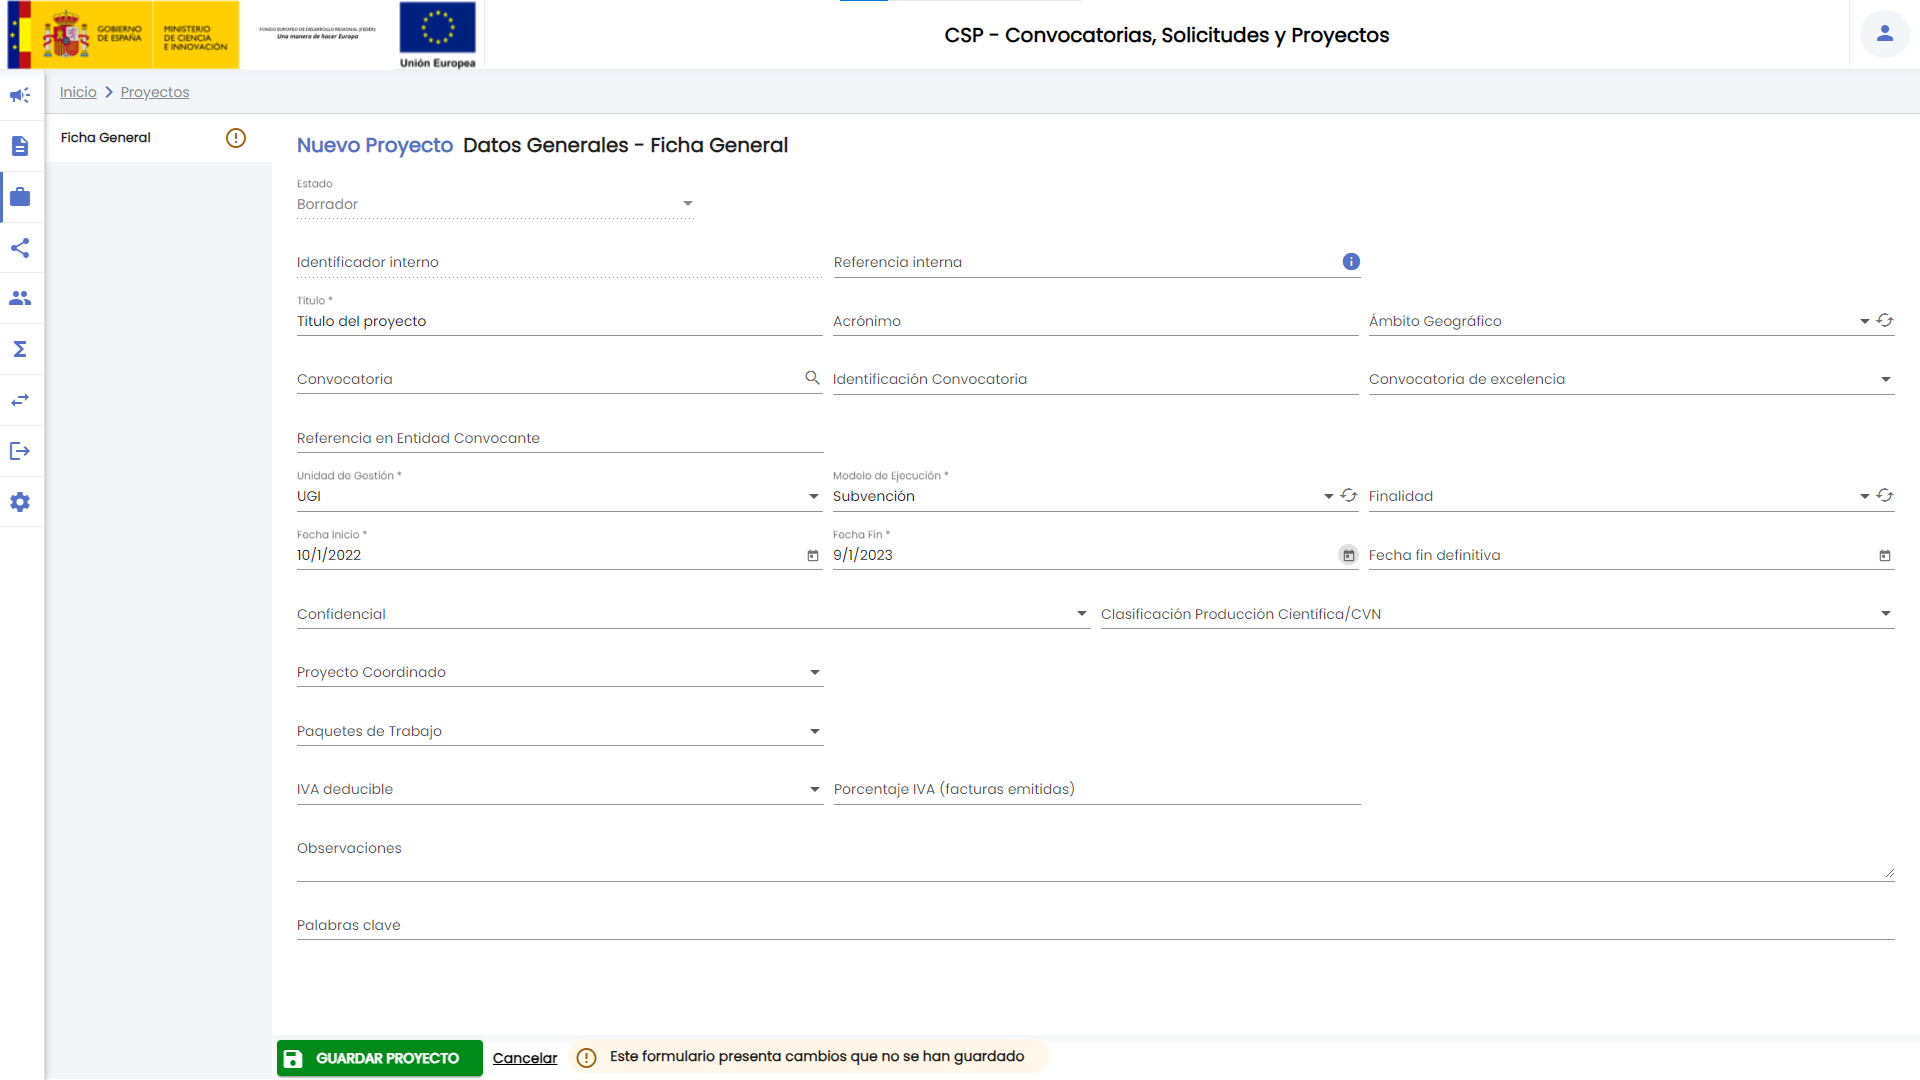 GOBIERNO
DE ESPAÑA
MINISTERIO
DE CIENCIA
E INNOVACIÓN
FONDO EUROPEO DE DESARROLLO REGIONAL (FEDER)
Una manera de hacer Europa
Unión Europea
CSP - Convocatorias, Solicitudes y Proyectos
Inicio > Proyectos
Ficha General
Nuevo Proyecto Datos Generales - Ficha General
Estado
Borrador
Identificador interno
Referencia interna
Título *
Título del proyecto
Acrónimo
Ámbito Geográfico
Convocatoria
Identificación Convocatoria
Convocatoria de excelencia
Referencia en Entidad Convocante
Unidad de Gestión *
UGI
Modelo de Ejecución *
Subvención
Finalidad
Fecha Inicio *
10/1/2022
Fecha Fin *
9/1/2023
Fecha fin definitiva
Confidencial
Clasificación Producción Científica/CVN
Proyecto Coordinado
Paquetes de Trabajo
IVA deducible
Porcentaje IVA (facturas emitidas)
Observaciones
Palabras clave
GUARDAR PROYECTO
Cancelar
Este formulario presenta cambios que no se han guardado